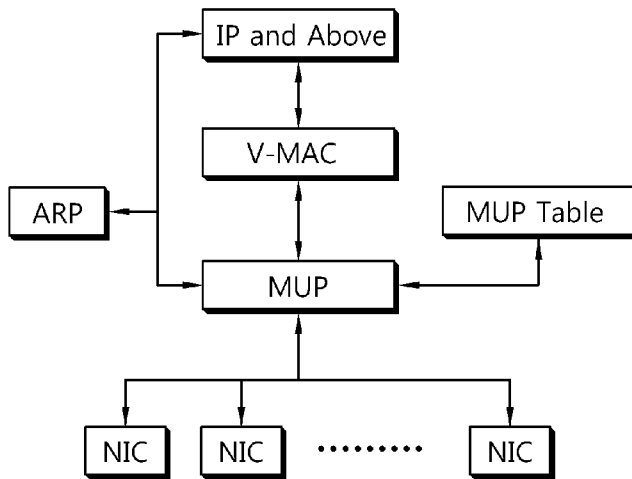 IP and Above
V-MAC
ARP
MUP Table
MUP
NIC
NIC
NIC